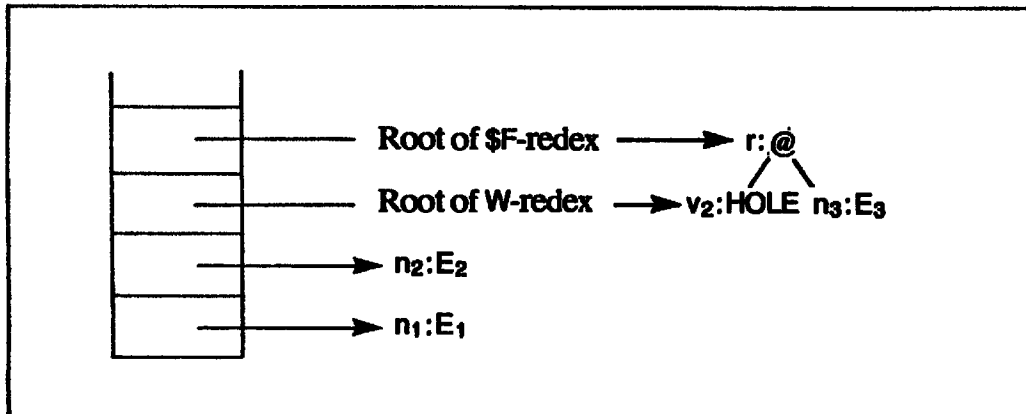 Root of $F-redex r:@
Root of W-redex v₂:HOLE n₃:E₃
n₂:E₂
n₁:E₁